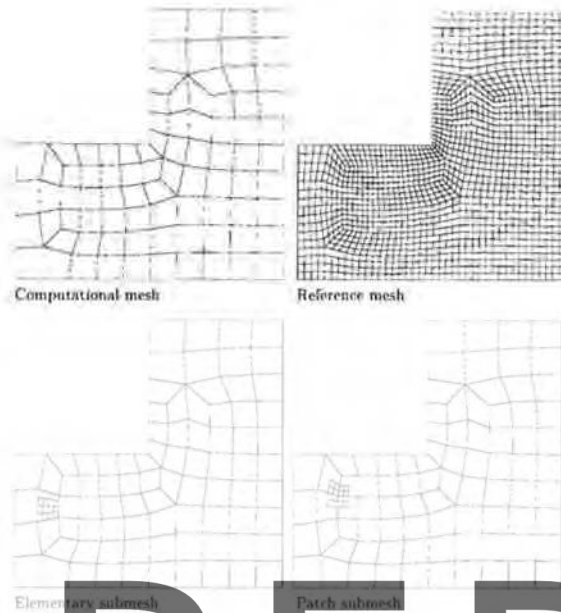 Computational mesh
Reference mesh
Elementary submesh
Patch submesh